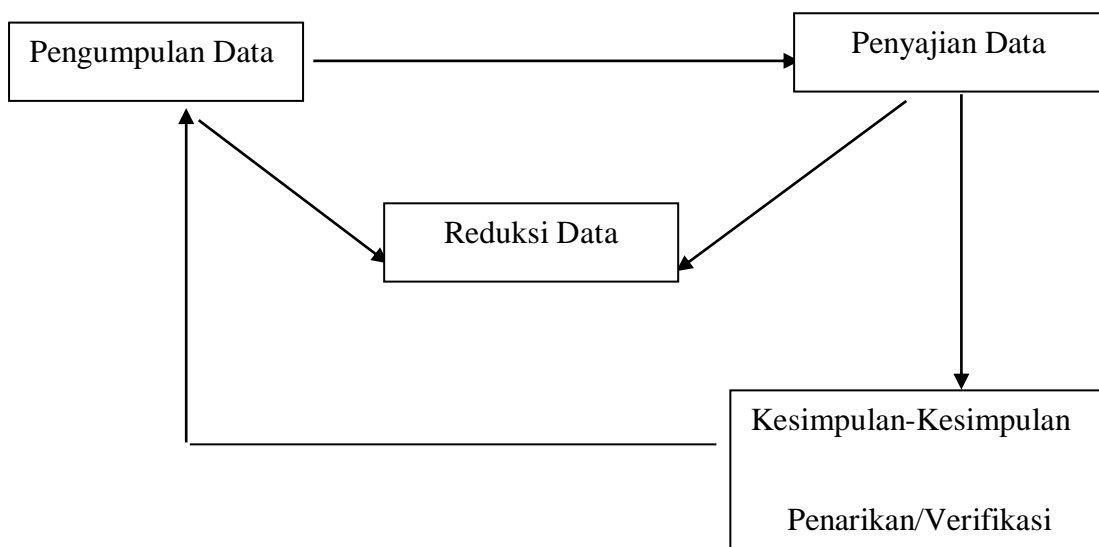 Pengumpulan Data
Penyajian Data
Reduksi Data
Kesimpulan-Kesimpulan
Penarikan/Verifikasi